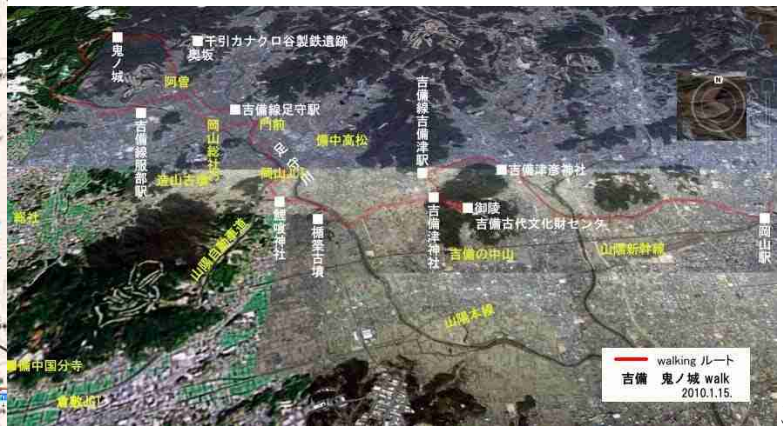 鬼ノ城
千引カナクロ谷製鉄遺跡
奥坂
阿曽
吉備線足守駅
門前
吉備線服部駅
岡山総社IC
足守川
備中高松
吉備線吉備津駅
N
吉備津彦神社
造山古墳
岡山JCT
総社
鯉喰神社
楯築古墳
吉備津神社
御陵
吉備古代文化財センタ
岡山駅
山陽自動車道
吉備の中山
山陽新幹線
山陽本線
備中国分寺
倉敷JCT
walking ルート
吉備 鬼ノ城 walk
2010.1.15.